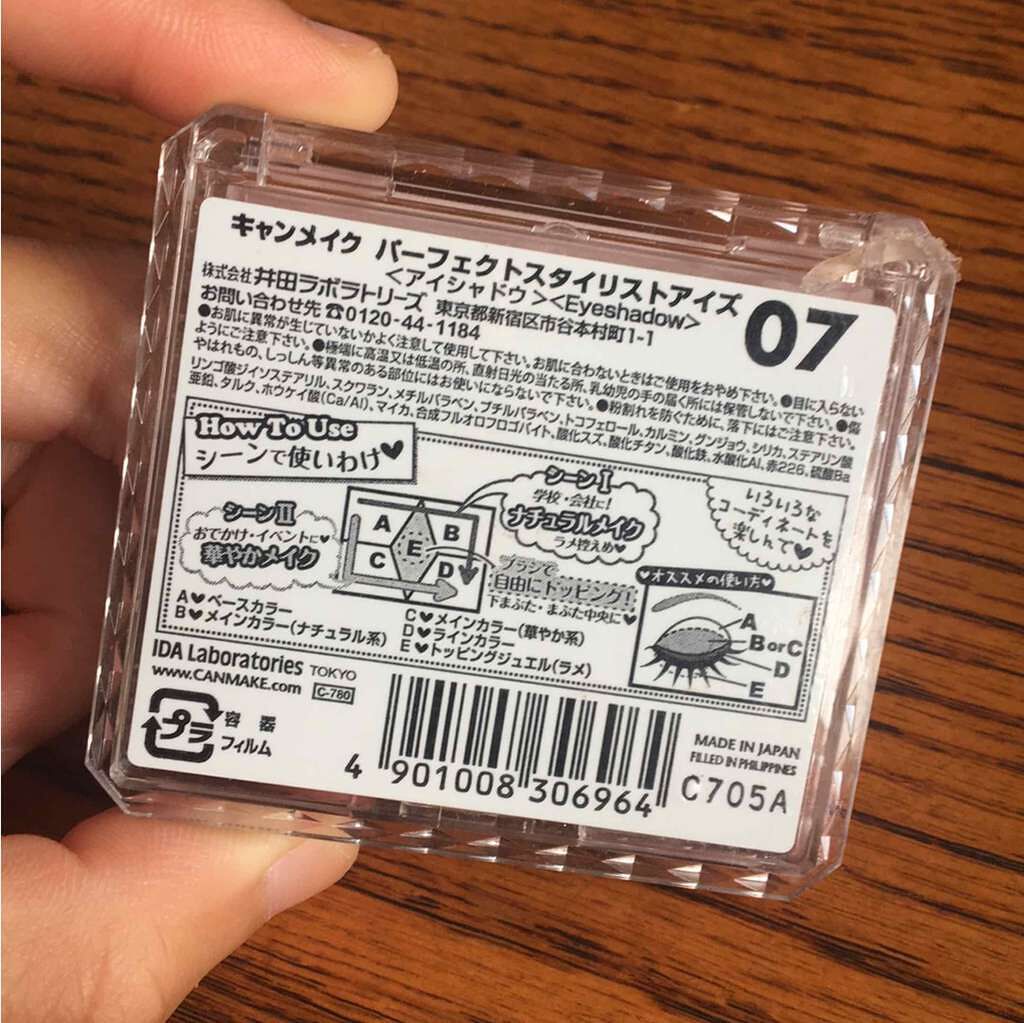 キャンメイク パーフェクトスタイリストアイズ
<アイシャドウ><Eyeshadow>
07
株式会社 井田ラボラトリーズ 東京都新宿区市谷本村町1-1
お問い合わせ先 ☎0120-44-1184
●お肌に異常が生じていないかよく注意して使用して下さい。お肌に合わないときはご使用をおやめ下さい。●目に入らない
ようにご注意下さい。●極端に高温又は低温の所、直射日光の当たる所、乳幼児の手の届く所には保管しないで下さい。●傷
やはれもの、しっしん等異常のある部位にはお使いにならないで下さい。●粉割れを防ぐために、落下にはご注意下さい。
リンゴ酸ジイソステアリル、スクワラン、メチルパラベン、ブチルパラベン、トコフェロール、カルミン、グンジョウ、シリカ、ステアリン酸
亜鉛、タルク、ホウケイ酸(Ca/Al)、マイカ、合成フルオロフロゴパイト、酸化スズ、酸化チタン、酸化鉄、水酸化Al、赤226、硫酸Ba
How To Use
シーンで使いわけ♥
シーンI
学校・会社に!
ナチュラルメイク
ラメ控えめ♥
いろいろな
コーディネートを
楽しんで♥
シーンII
おでかけ・イベントに♥
華やかメイク
A
B
C
D
E
ブラシで
自由にトッピング!
下まぶた・まぶた中央に♥
♥オススメの使い方♥
A
B or C
D
E
A♥ベースカラー
B♥メインカラー(ナチュラル系)
C♥メインカラー(華やか系)
D♥ラインカラー
E♥トッピングジュエル(ラメ)
IDA Laboratories TOKYO
www.CANMAKE.com C-780
プラ
容器
フィルム
4 901008 306964
MADE IN JAPAN
FILLED IN PHILIPPINES
C705A